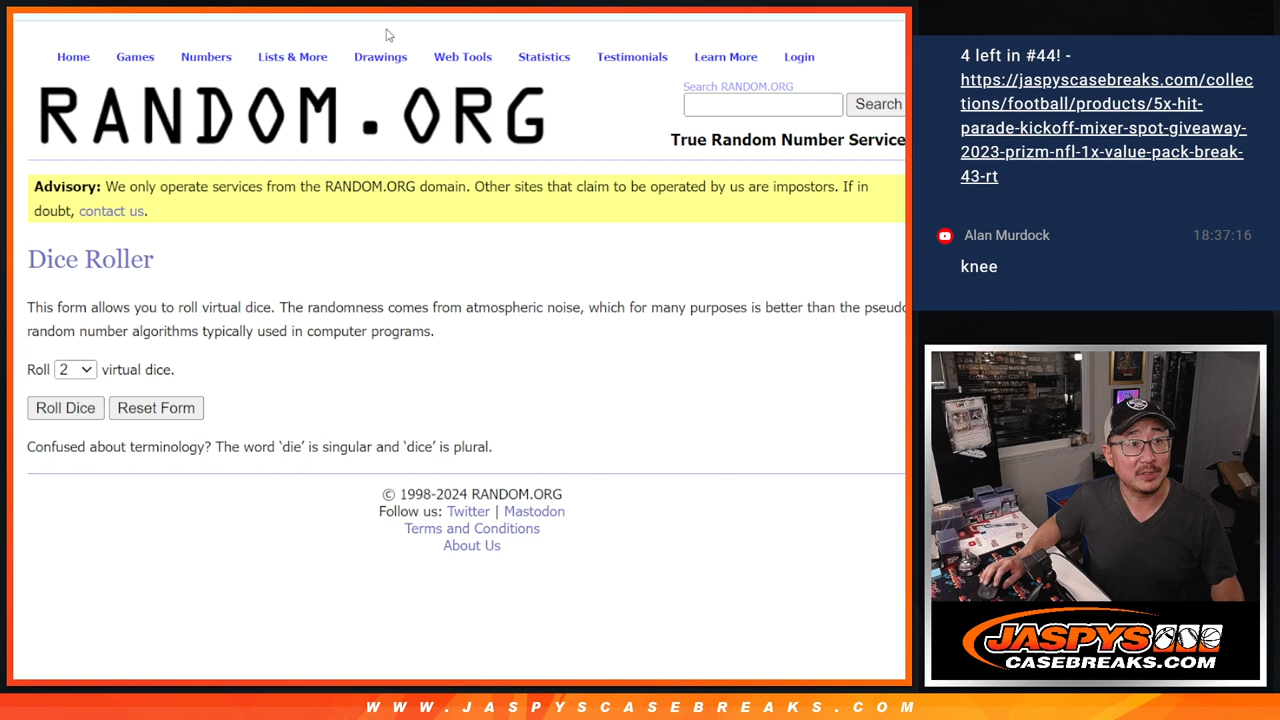 Home Games Numbers Lists & More Drawings Web Tools Statistics Testimonials Learn More Login
RANDOM.ORG
Search RANDOM.ORG
Search
True Random Number Service
Advisory: We only operate services from the RANDOM.ORG domain. Other sites that claim to be operated by us are impostors. If in
doubt, contact us.
Dice Roller
This form allows you to roll virtual dice. The randomness comes from atmospheric noise, which for many purposes is better than the pseudo
random number algorithms typically used in computer programs.
Roll 2 virtual dice.
Roll Dice Reset Form
Confused about terminology? The word ‘die’ is singular and ‘dice’ is plural.
© 1998-2024 RANDOM.ORG
Follow us: Twitter | Mastodon
Terms and Conditions
About Us
4 left in #44! -
https://jaspyscasebreaks.com/collec
tions/football/products/5x-hit-
parade-kickoff-mixer-spot-giveaway-
2023-prizm-nfl-1x-value-pack-break-
43-rt
Alan Murdock 18:37:16
knee
JASPYS
CASEBREAKS.COM
WWW.JASPYSCASEBREAKS.COM